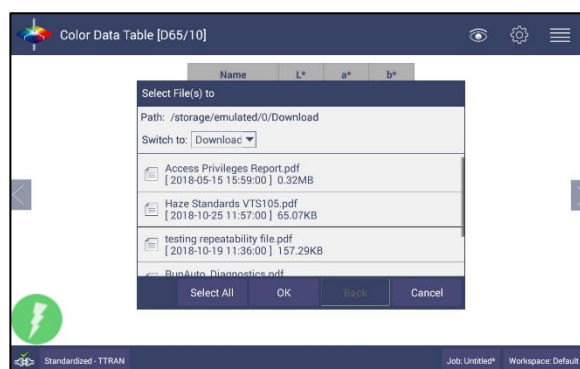 Color Data Table [D65/10]
Name L* a* b*
Select File(s) to
Path: /storage/emulated/0/Download
Switch to: Download
Access Privileges Report.pdf
[ 2018-05-15 15:59:00 ] 0.32MB
Haze Standards VTS105.pdf
[ 2018-10-25 11:57:00 ] 65.07KB
testing repeatability file.pdf
[ 2018-10-19 11:36:00 ] 157.29KB
RunAuto_Diagnostics.pdf
Select All OK Back Cancel
Standardized - TTRAN Job: Untitled* Workspace: Default